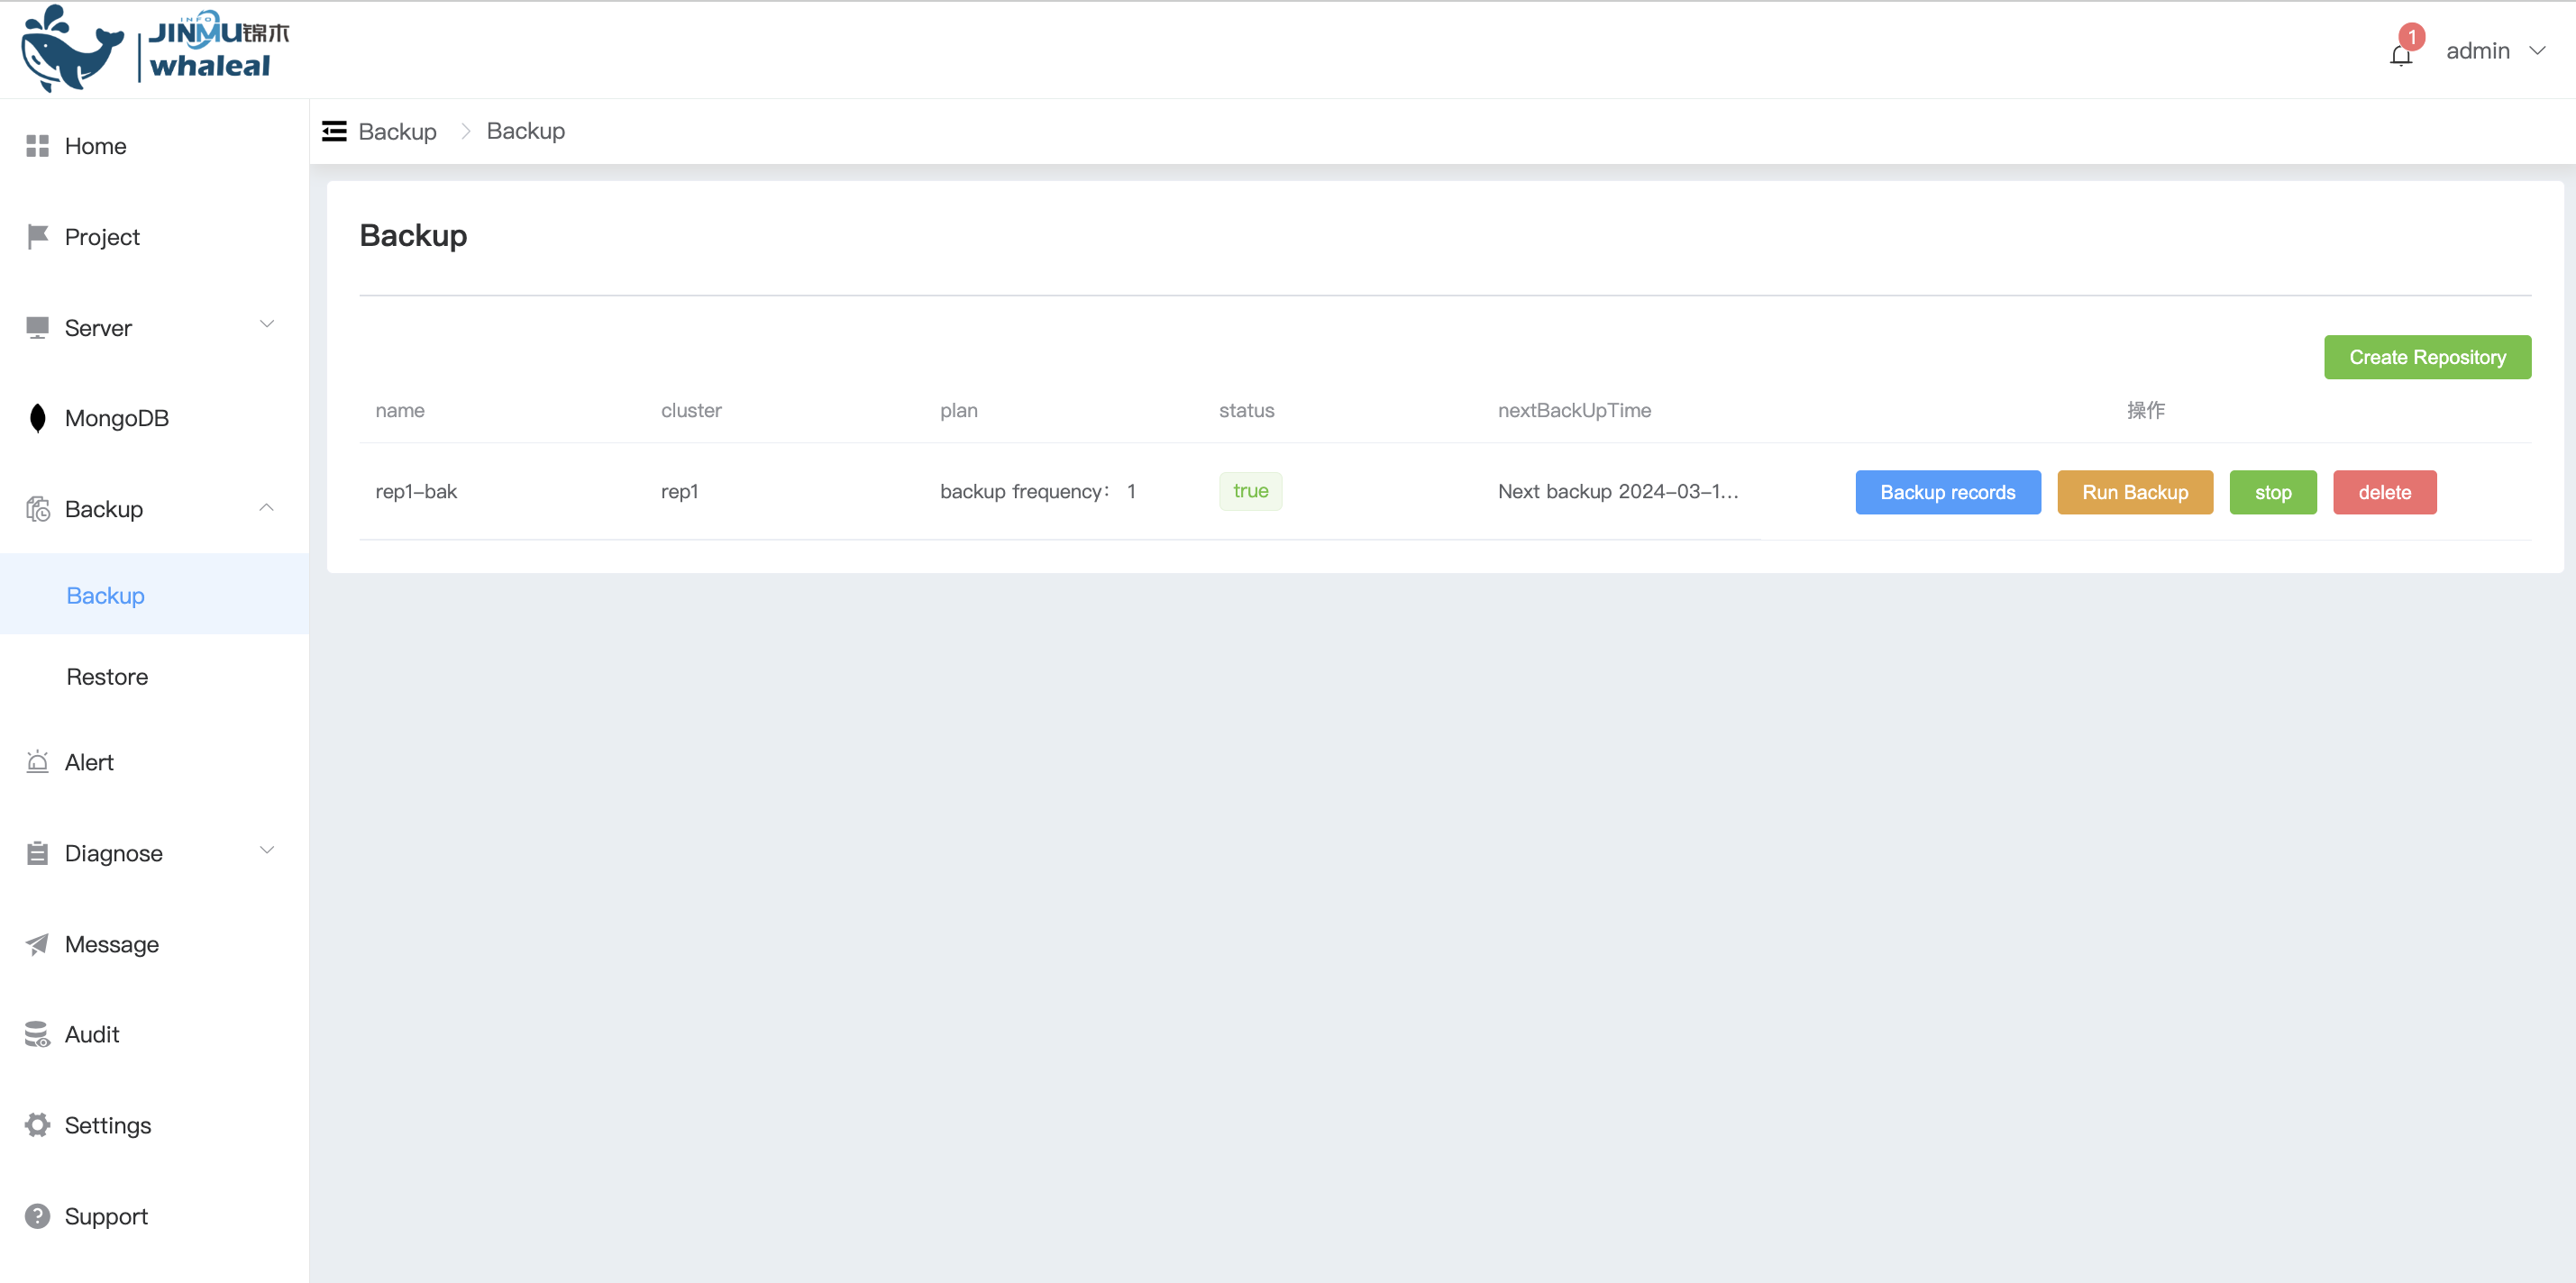 INFO
JINMU锦木
whaleal
1
admin
Home
Project
Server
MongoDB
Backup
Backup
Restore
Alert
Diagnose
Message
Audit
Settings
Support
Backup > Backup
Backup
Create Repository
name cluster plan status nextBackUpTime 操作
rep1-bak rep1 backup frequency： 1 true Next backup 2024-03-1... Backup records Run Backup stop delete